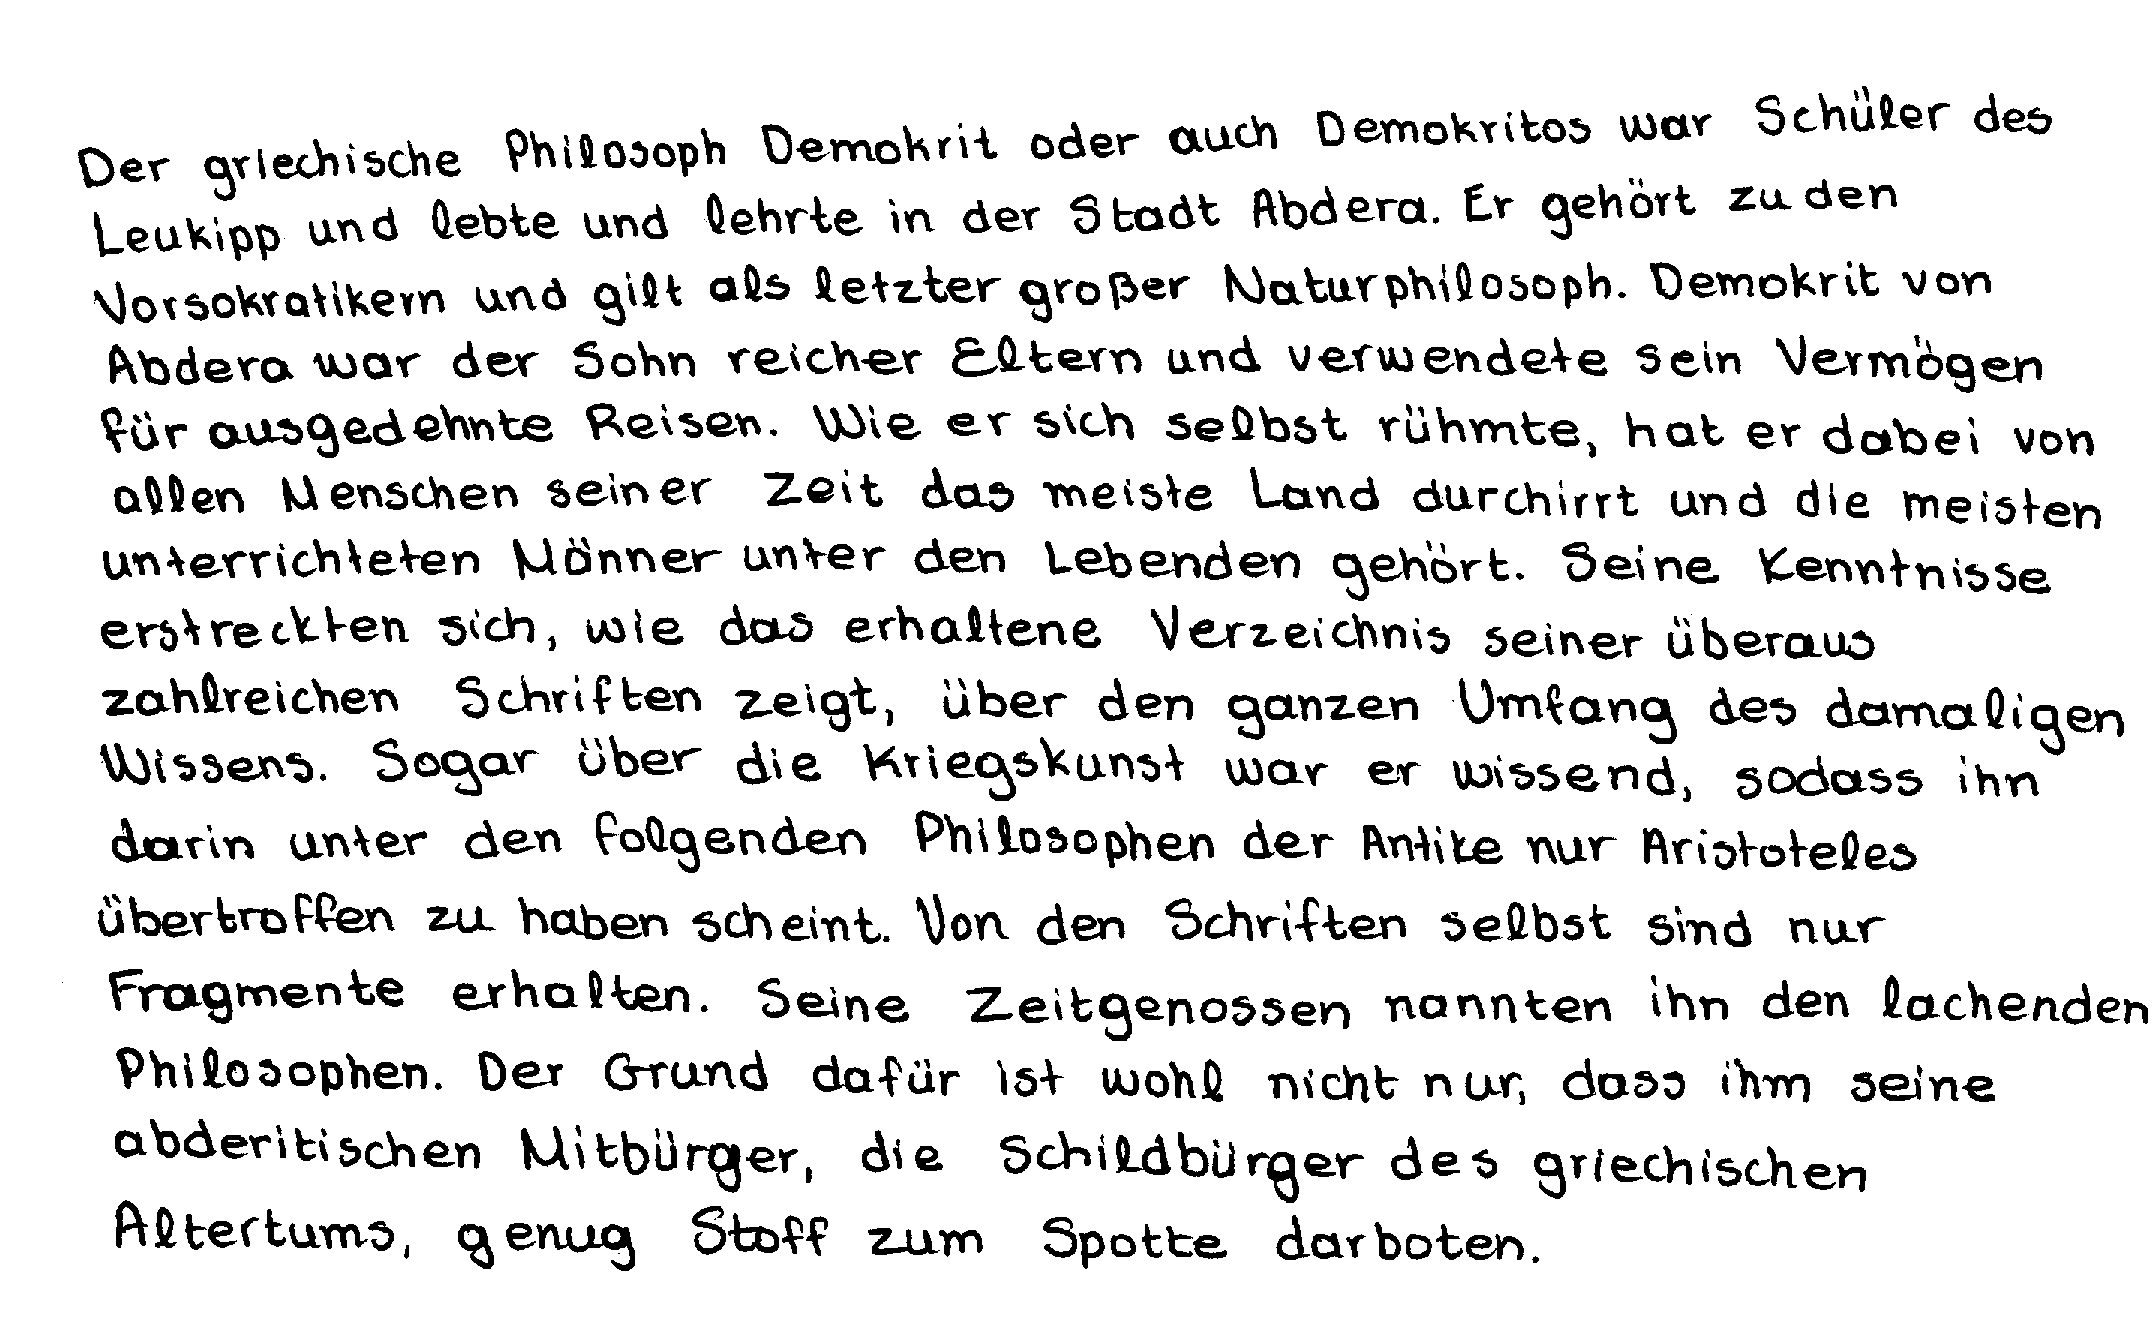 Der griechische Philosoph Demokrit oder auch Demokritos war Schüler des
Leukipp und lebte und lehrte in der Stadt Abdera. Er gehört zu den
Vorsokratikern und gilt als letzter großer Naturphilosoph. Demokrit von
Abdera war der Sohn reicher Eltern und verwendete sein Vermögen
für ausgedehnte Reisen. Wie er sich selbst rühmte, hat er dabei von
allen Menschen seiner Zeit das meiste Land durchirrt und die meisten
unterrichteten Männer unter den Lebenden gehört. Seine Kenntnisse
erstreckten sich, wie das erhaltene Verzeichnis seiner überaus
zahlreichen Schriften zeigt, über den ganzen Umfang des damaligen
Wissens. Sogar über die Kriegskunst war er wissend, sodass ihn
darin unter den folgenden Philosophen der Antike nur Aristoteles
übertroffen zu haben scheint. Von den Schriften selbst sind nur
Fragmente erhalten. Seine Zeitgenossen nannten ihn den lachenden
Philosophen. Der Grund dafür ist wohl nicht nur, dass ihm seine
abderitischen Mitbürger, die Schildbürger des griechischen
Altertums, genug Stoff zum Spotte darboten.